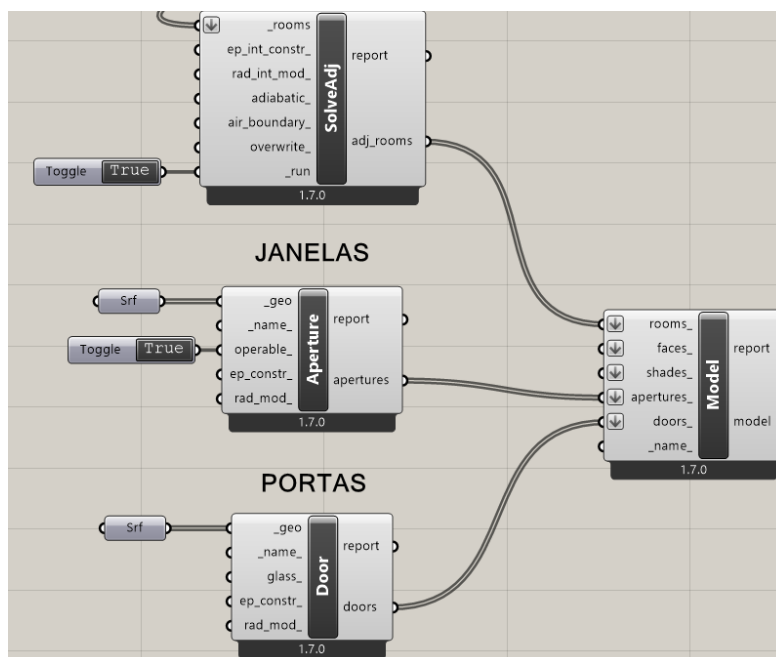 _rooms
ep_int_constr_
rad_int_mod_
adiabatic_
air_boundary_
overwrite_
_run
SolveAdj
report
adj_rooms
1.7.0
Toggle True
JANELAS
Srf
Toggle True
_geo
_name_
operable_
ep_constr_
rad_mod_
Aperture
report
apertures
1.7.0
rooms_
faces_
shades_
apertures_
doors_
_name_
Model
report
model
1.7.0
PORTAS
Srf
_geo
_name_
glass_
ep_constr_
rad_mod_
Door
report
doors
1.7.0